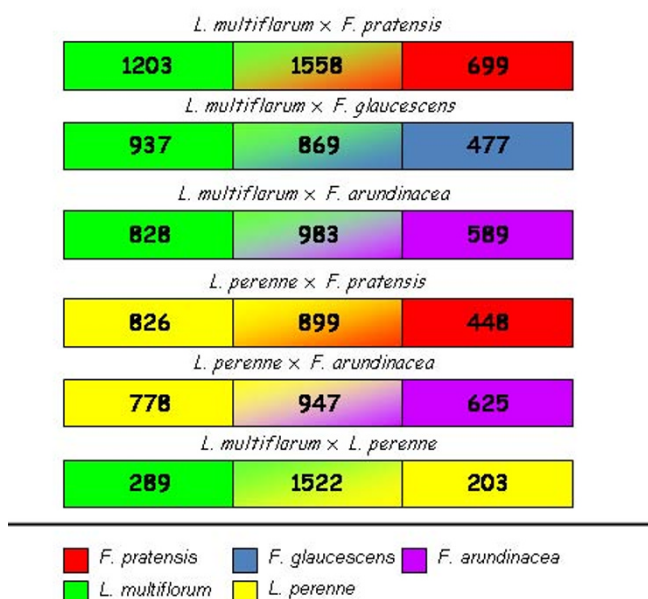 L. multiflorum × F. pratensis
1203 1558 699
L. multiflorum × F. glaucescens
937 869 477
L. multiflorum × F. arundinacea
828 983 589
L. perenne × F. pratensis
826 899 448
L. perenne × F. arundinacea
778 947 625
L. multiflorum × L. perenne
289 1522 203
F. pratensis F. glaucescens F. arundinacea
L. multiflorum L. perenne